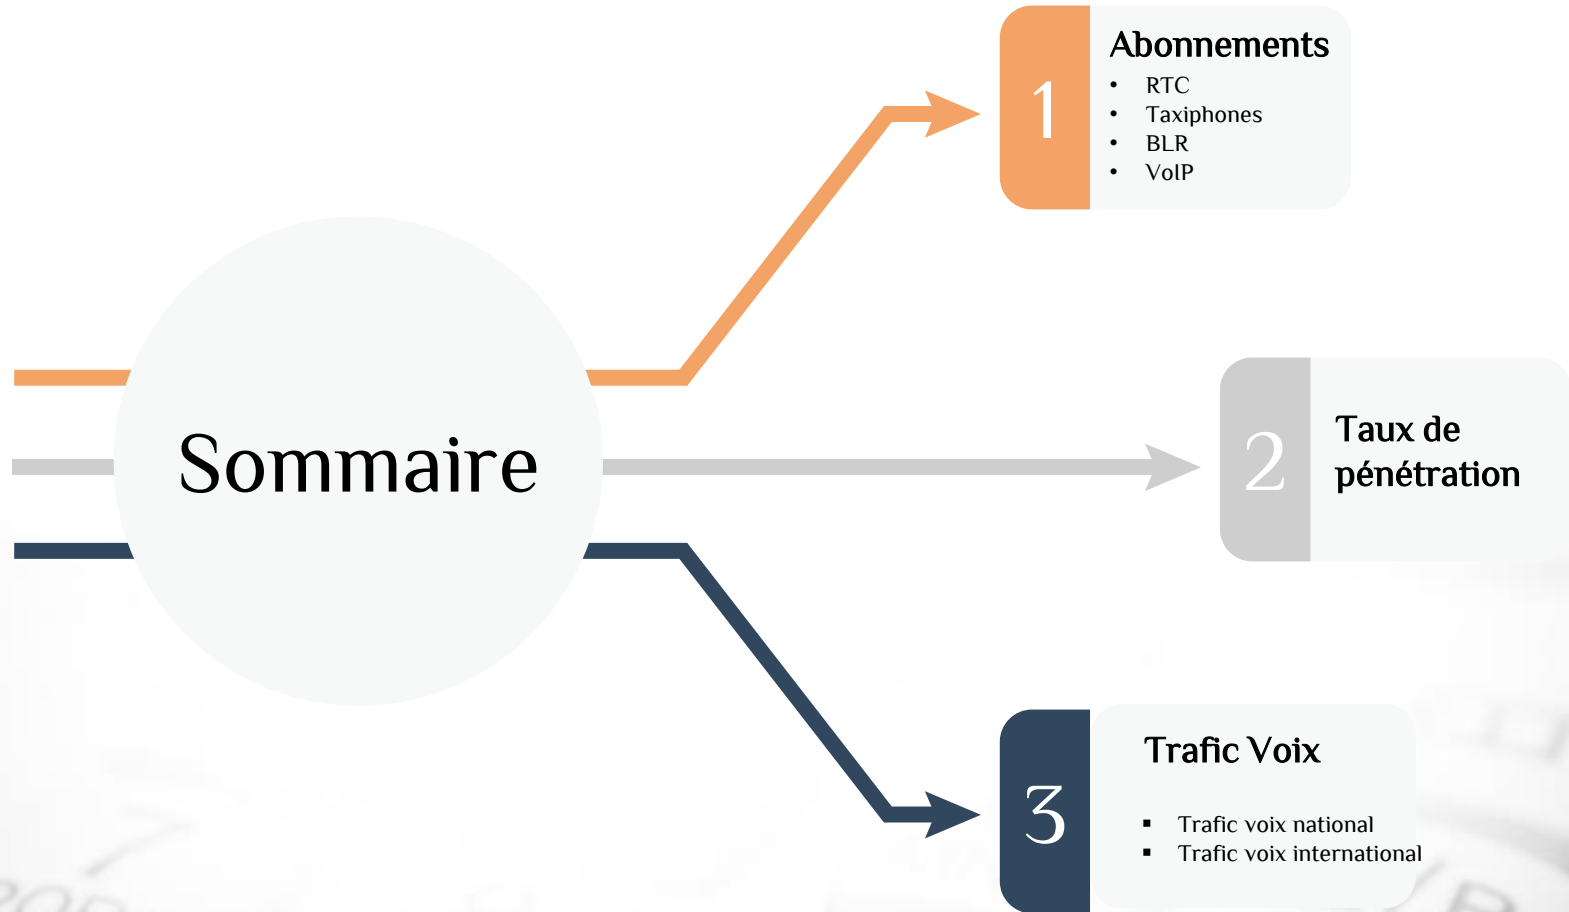 Sommaire
1
Abonnements
• RTC
• Taxiphones
• BLR
• VoIP
2
Taux de
pénétration
3
Trafic Voix
▪ Trafic voix national
▪ Trafic voix international